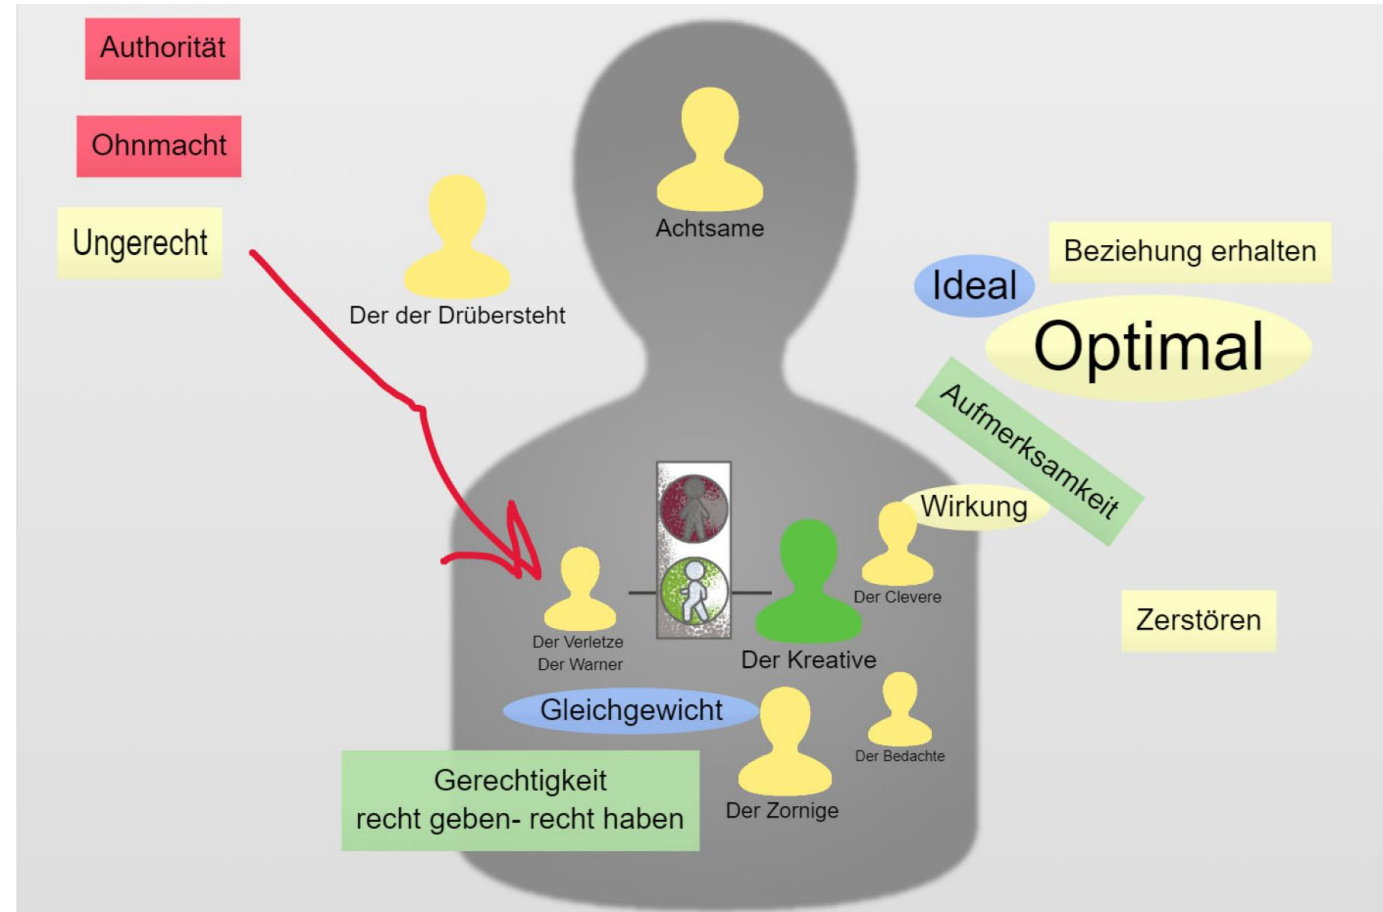 Authorität
Ohnmacht
Ungerecht
Achtsame
Der der Drübersteht
Beziehung erhalten
Ideal
Optimal
Aufmerksamkeit
Wirkung
Der Clevere
Zerstören
Der Verletze
Der Warner
Der Kreative
Gleichgewicht
Der Bedachte
Gerechtigkeit
recht geben- recht haben
Der Zornige